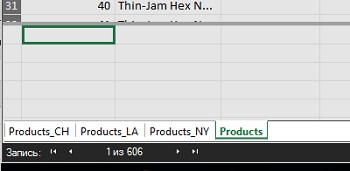 31 40 Thin-Jam Hex N...
Products_CH Products_LA Products_NY Products
Запись: 1 из 606